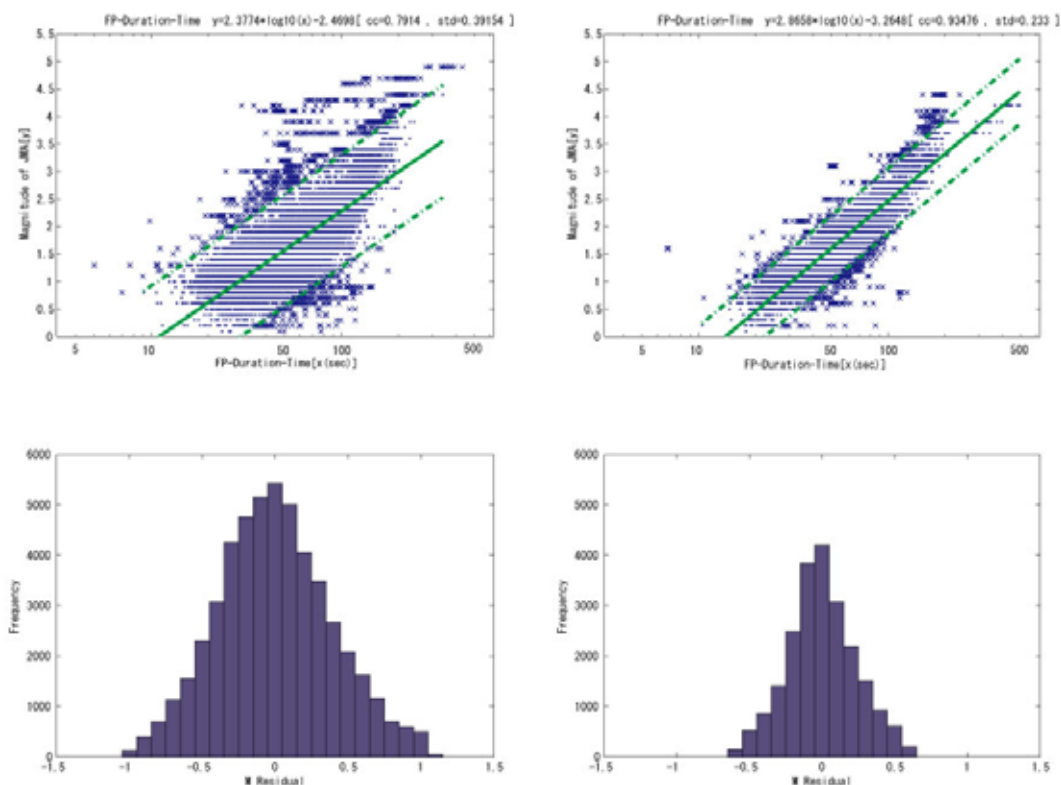 FP-Duration-Time y=2.3774*log10(x)-2.4698[ cc=0.7914 , std=0.39154 ]
5.5
5
4.5
4
3.5
3
2.5
2
1.5
1
0.5
0
Magnitude of JMA[y]
5 10 50 100 500
FP-Duration-Time[x(sec)]
FP-Duration-Time y=2.8658*log10(x)-3.2648[ cc=0.93476 , std=0.233 ]
5.5
5
4.5
4
3.5
3
2.5
2
1.5
1
0.5
0
Magnitude of JMA[y]
5 10 50 100 500
FP-Duration-Time[x(sec)]
6000
5000
4000
3000
2000
1000
0
Frequency
-1.5 -1 -0.5 0 0.5 1 1.5
M Residual
6000
5000
4000
3000
2000
1000
0
Frequency
-1.5 -1 -0.5 0 0.5 1 1.5
M Residual